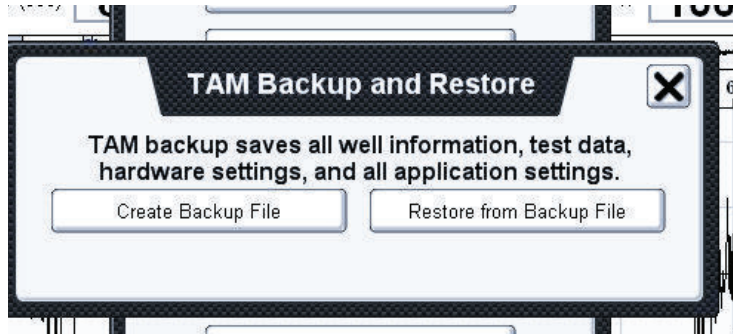 TAM Backup and Restore
TAM backup saves all well information, test data,
hardware settings, and all application settings.
Create Backup File
Restore from Backup File